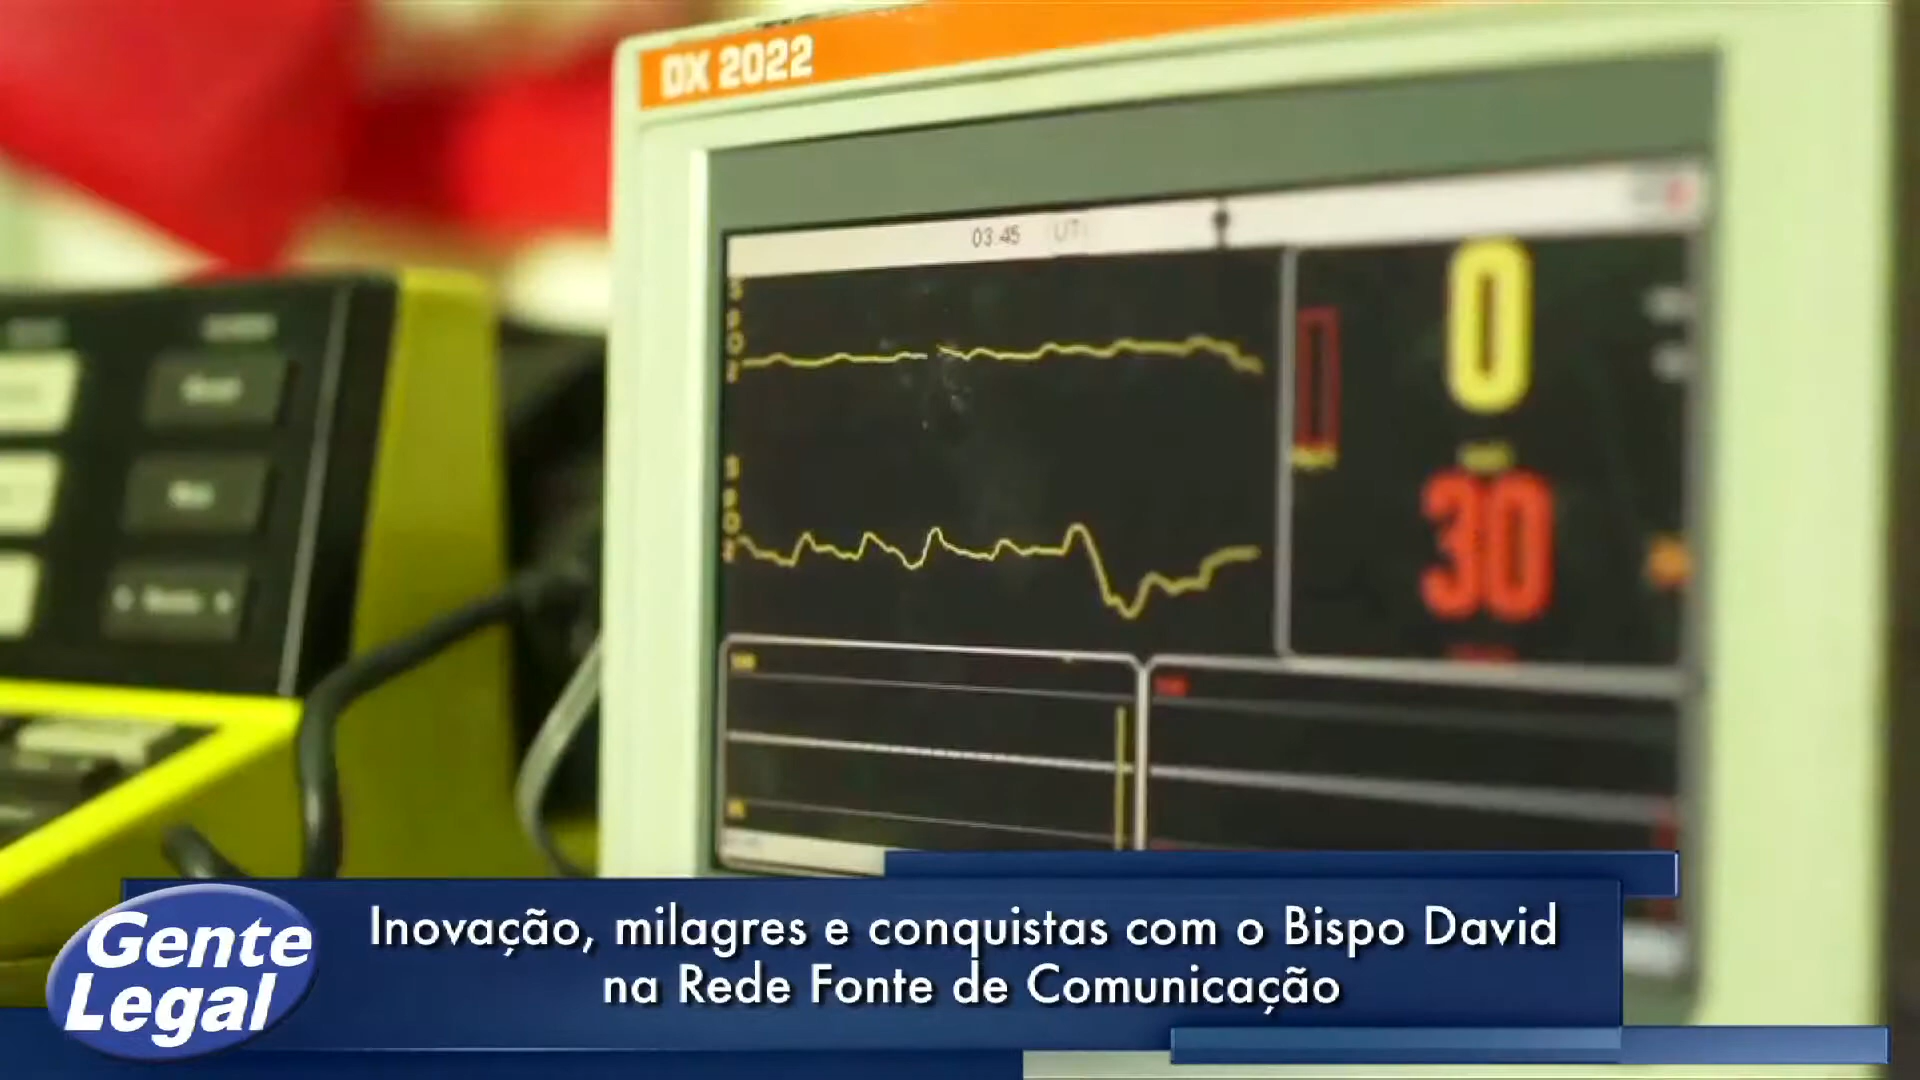 DX 2022
03:45
0
30
Gente
Legal
Inovação, milagres e conquistas com o Bispo David
na Rede Fonte de Comunicação